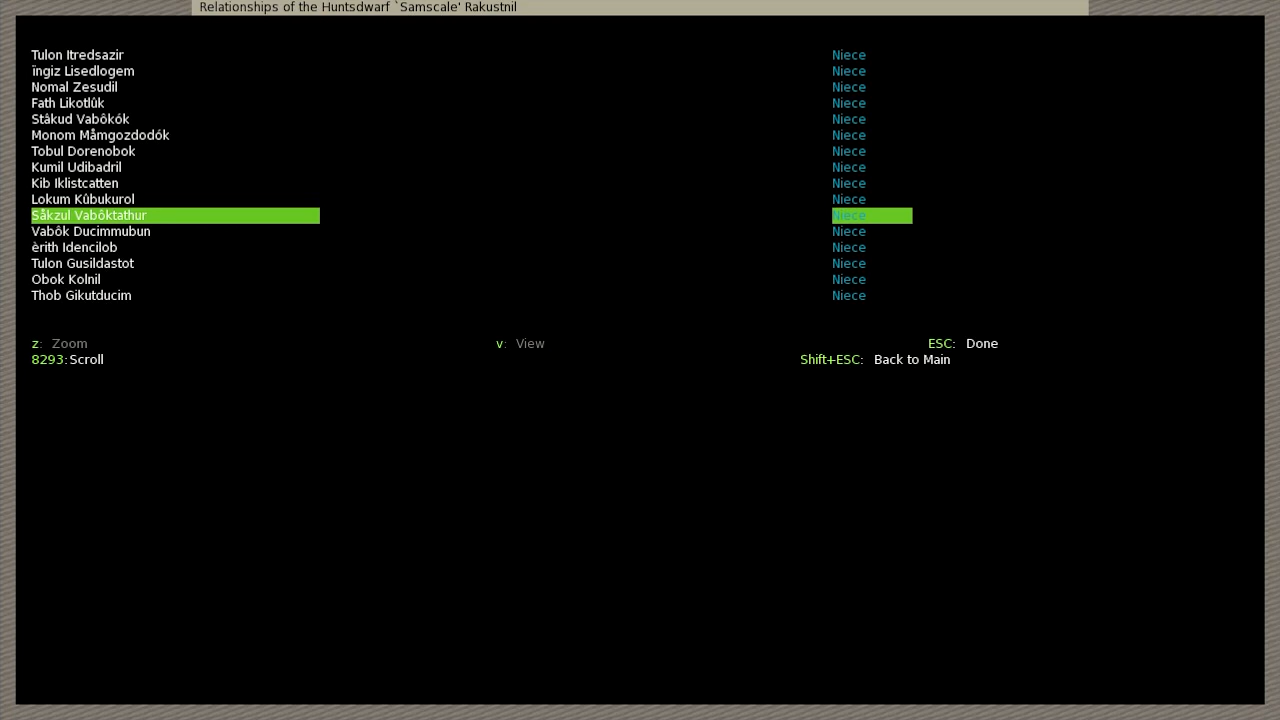 Relationships of the Huntsdwarf `Samscale' Rakustnil
Tulon Itredsazir Niece
ïngiz Lisedlogem Niece
Nomal Zesudil Niece
Fath Likotlûk Niece
Stâkud Vabôkók Niece
Monom Måmgozdodók Niece
Tobul Dorenobok Niece
Kumil Udibadril Niece
Kib Iklistcatten Niece
Lokum Kûbukurol Niece
Såkzul Vabôktathur Niece
Vabôk Ducimmubun Niece
èrith Idencilob Niece
Tulon Gusildastot Niece
Obok Kolnil Niece
Thob Gikutducim Niece
z: Zoom v: View ESC: Done
8293:Scroll Shift+ESC: Back to Main